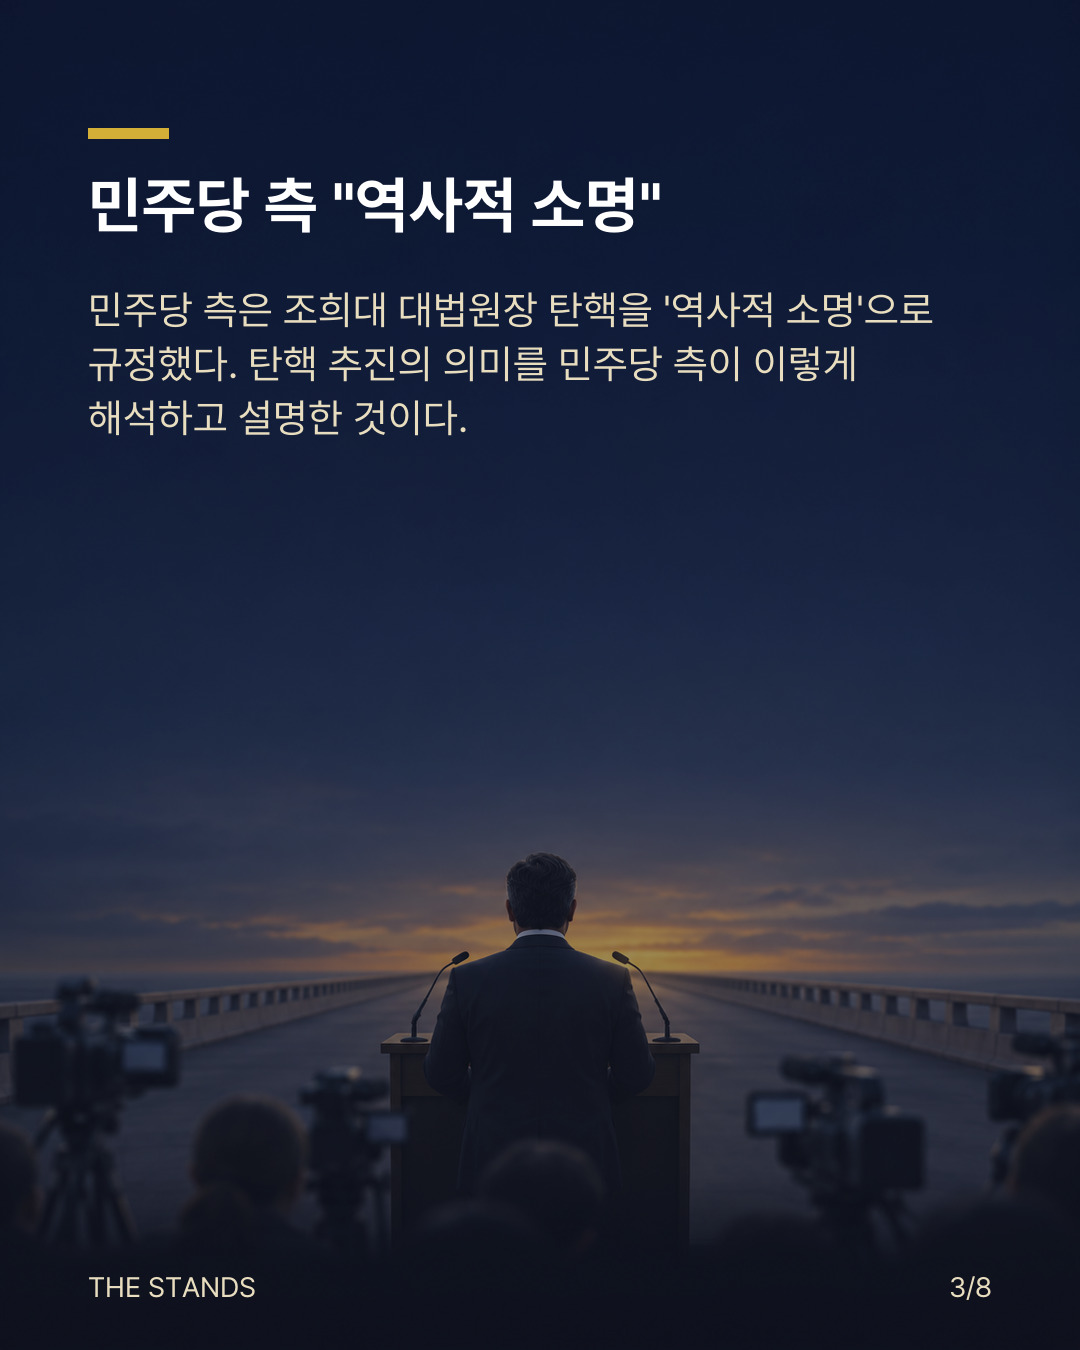 민주당 측 "역사적 소명"
민주당 측은 조희대 대법원장 탄핵을 '역사적 소명'으로
규정했다. 탄핵 추진의 의미를 민주당 측이 이렇게
해석하고 설명한 것이다.
THE STANDS
3/8